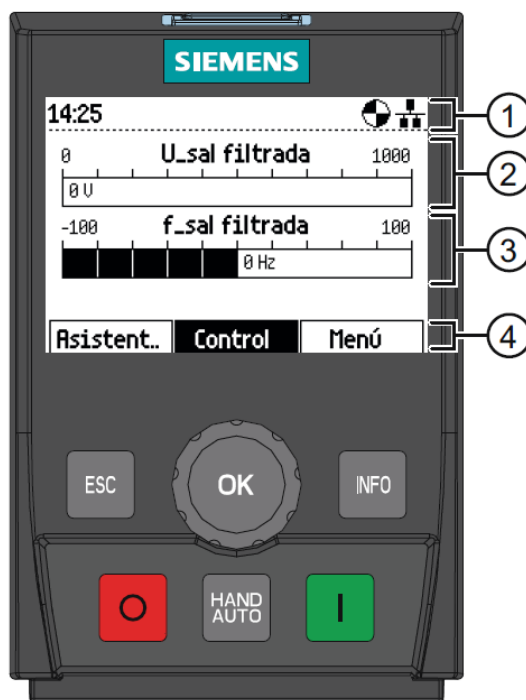 SIEMENS
14:25
1
0 U_sal filtrada 1000
0 V
2
-100 f_sal filtrada 100
0 Hz
3
Asistent.. Control Menú
4
ESC OK INFO
HAND
AUTO